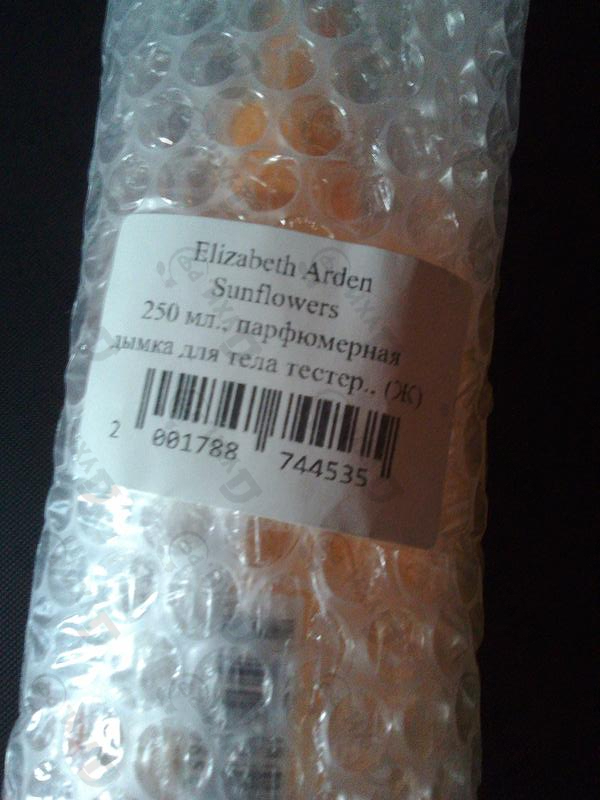 Elizabeth Arden
Sunflowers
250 мл., парфюмерная
дымка для тела тестер.. (Ж)
2 001788 744535